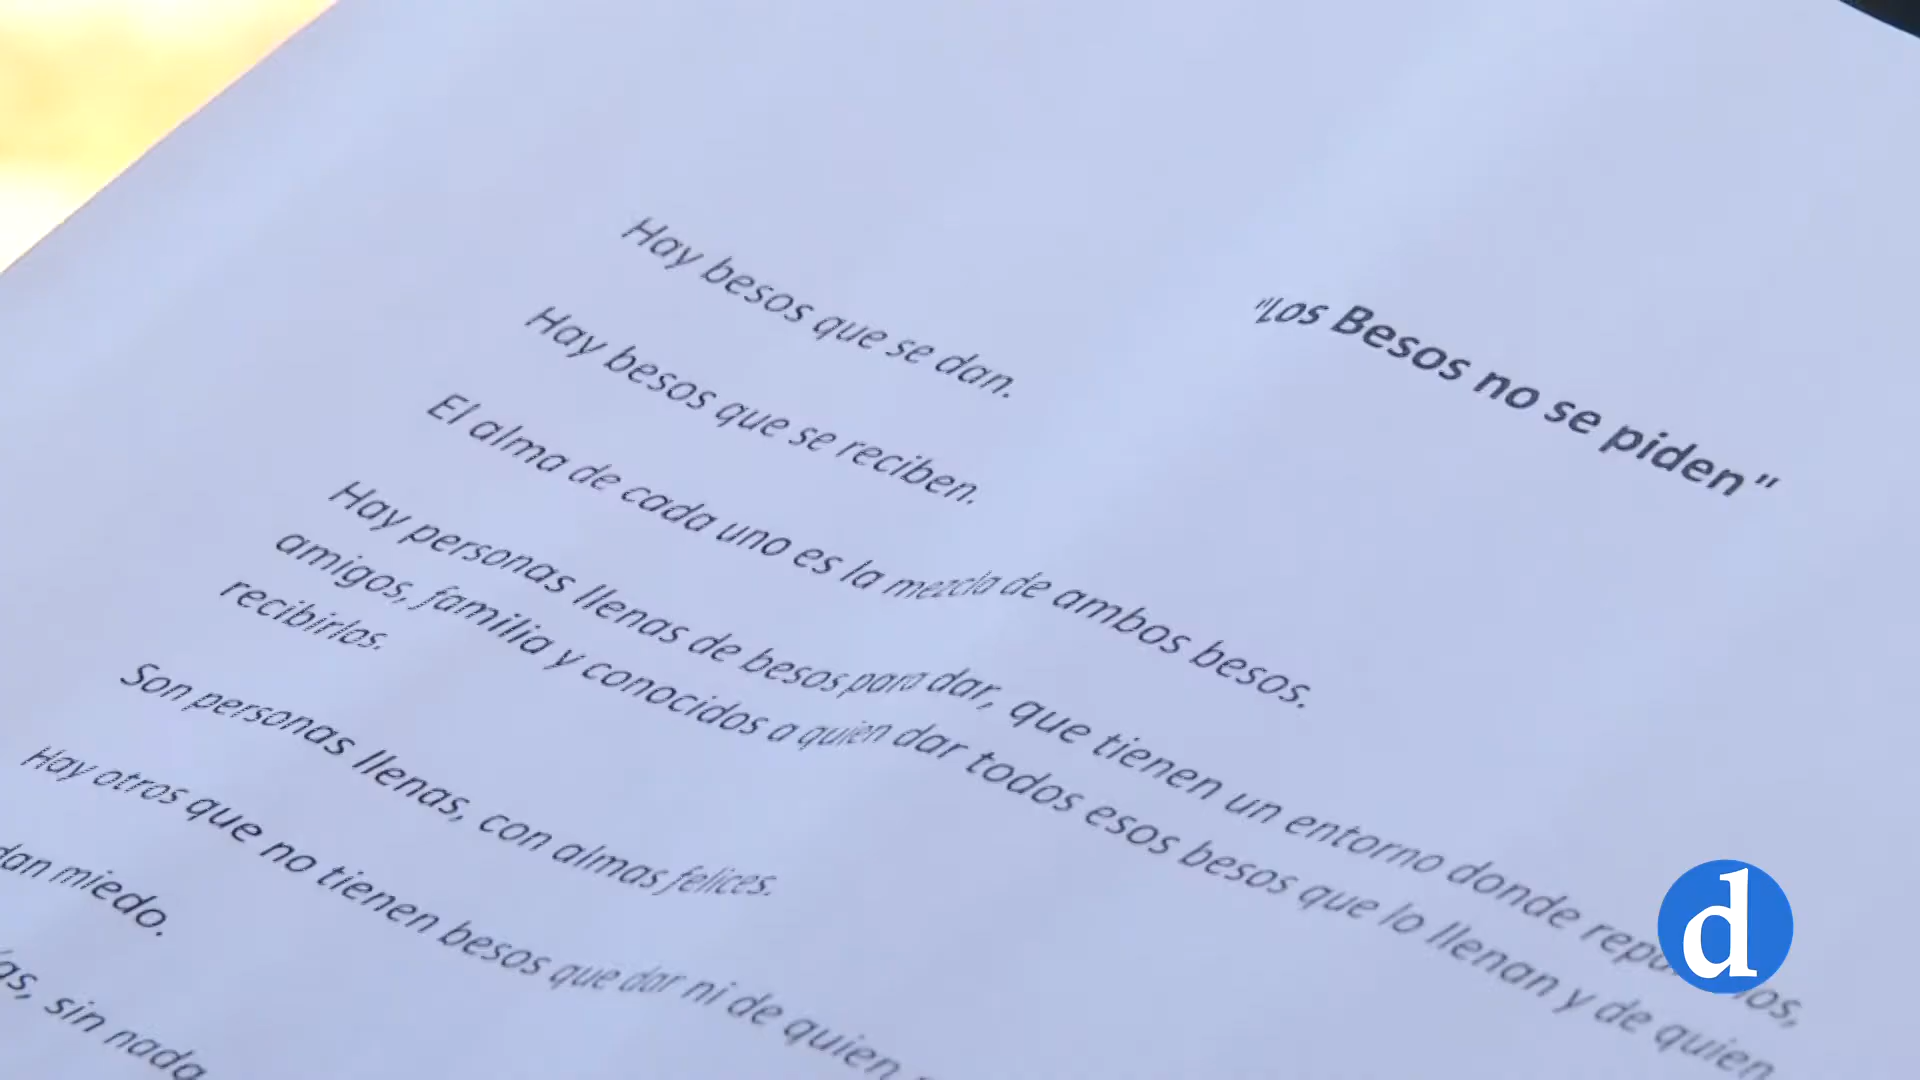 "Los Besos no se piden"
Hay besos que se dan.
Hay besos que se reciben.
El alma de cada uno es la mezcla de ambos besos.
Hay personas llenas de besos para dar, que tienen un entorno donde
amigos, familia y conocidos a quien dar todos esos besos que lo llenan y de quien
recibirlos.
Son personas llenas, con almas felices.
Hay otros que no tienen besos que dar ni de quien
dan miedo.
sin nada
d